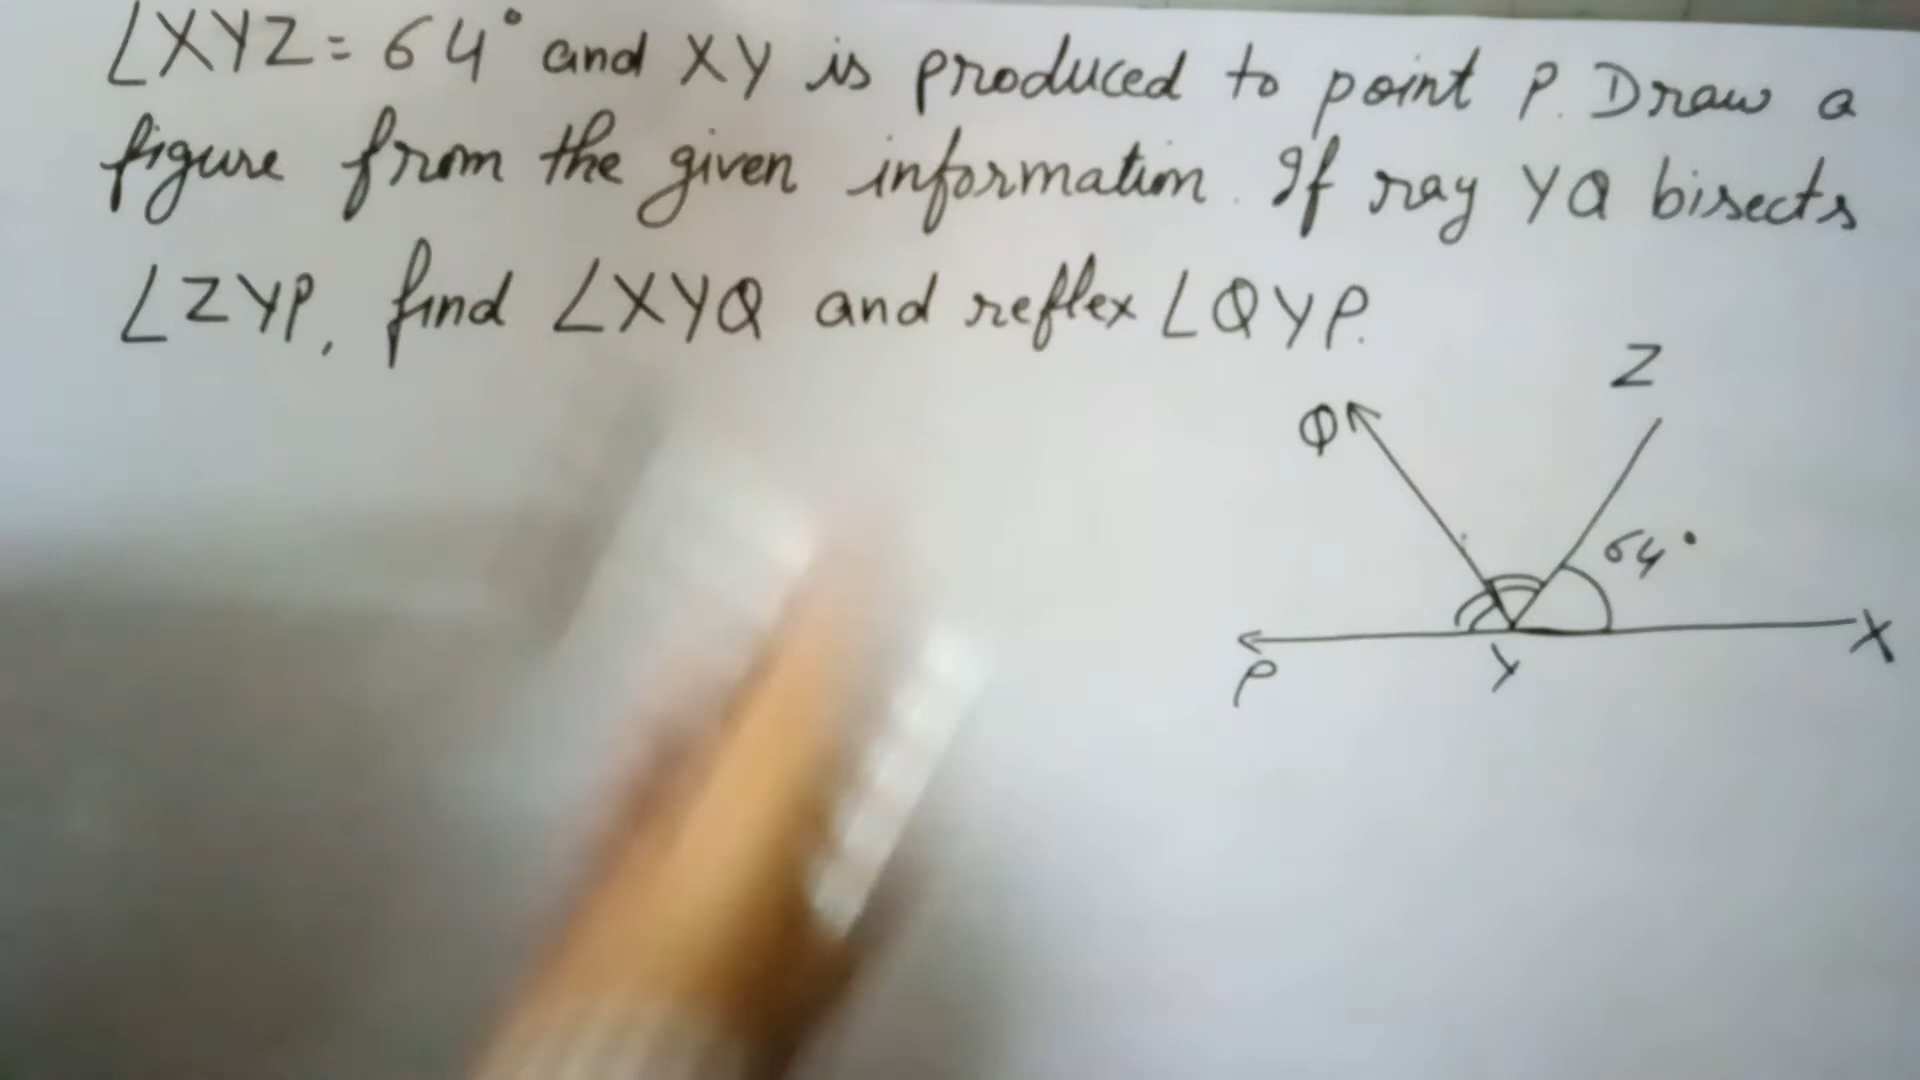 ∠XYZ = 64° and XY is produced to point P. Draw a
figure from the given information. If ray YQ bisects
∠ZYP, find ∠XYQ and reflex ∠QYP.
Z
Q
64°
X
P
Y